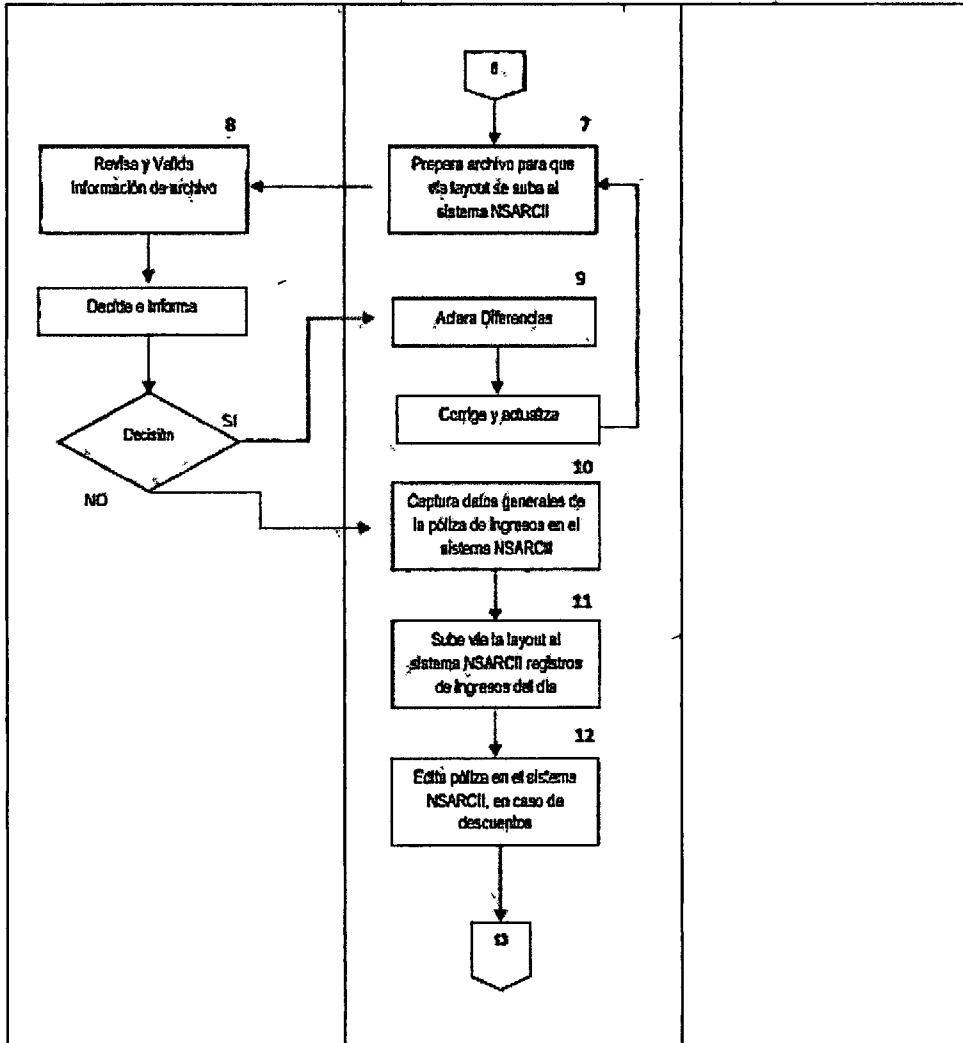 6
7
Prepara archivo para que
vía layout se suba al
sistema NSARCII
8
Revisa y Valida
Información de archivo
Decide e Informa
Decisión
SI
NO
9
Aclara Diferencias
Corrige y actualiza
10
Captura datos generales de
la póliza de ingresos en el
sistema NSARCII
11
Sube vía la layout al
sistema NSARCII registros
de ingresos del día
12
Edita póliza en el sistema
NSARCII, en caso de
descuentos
13